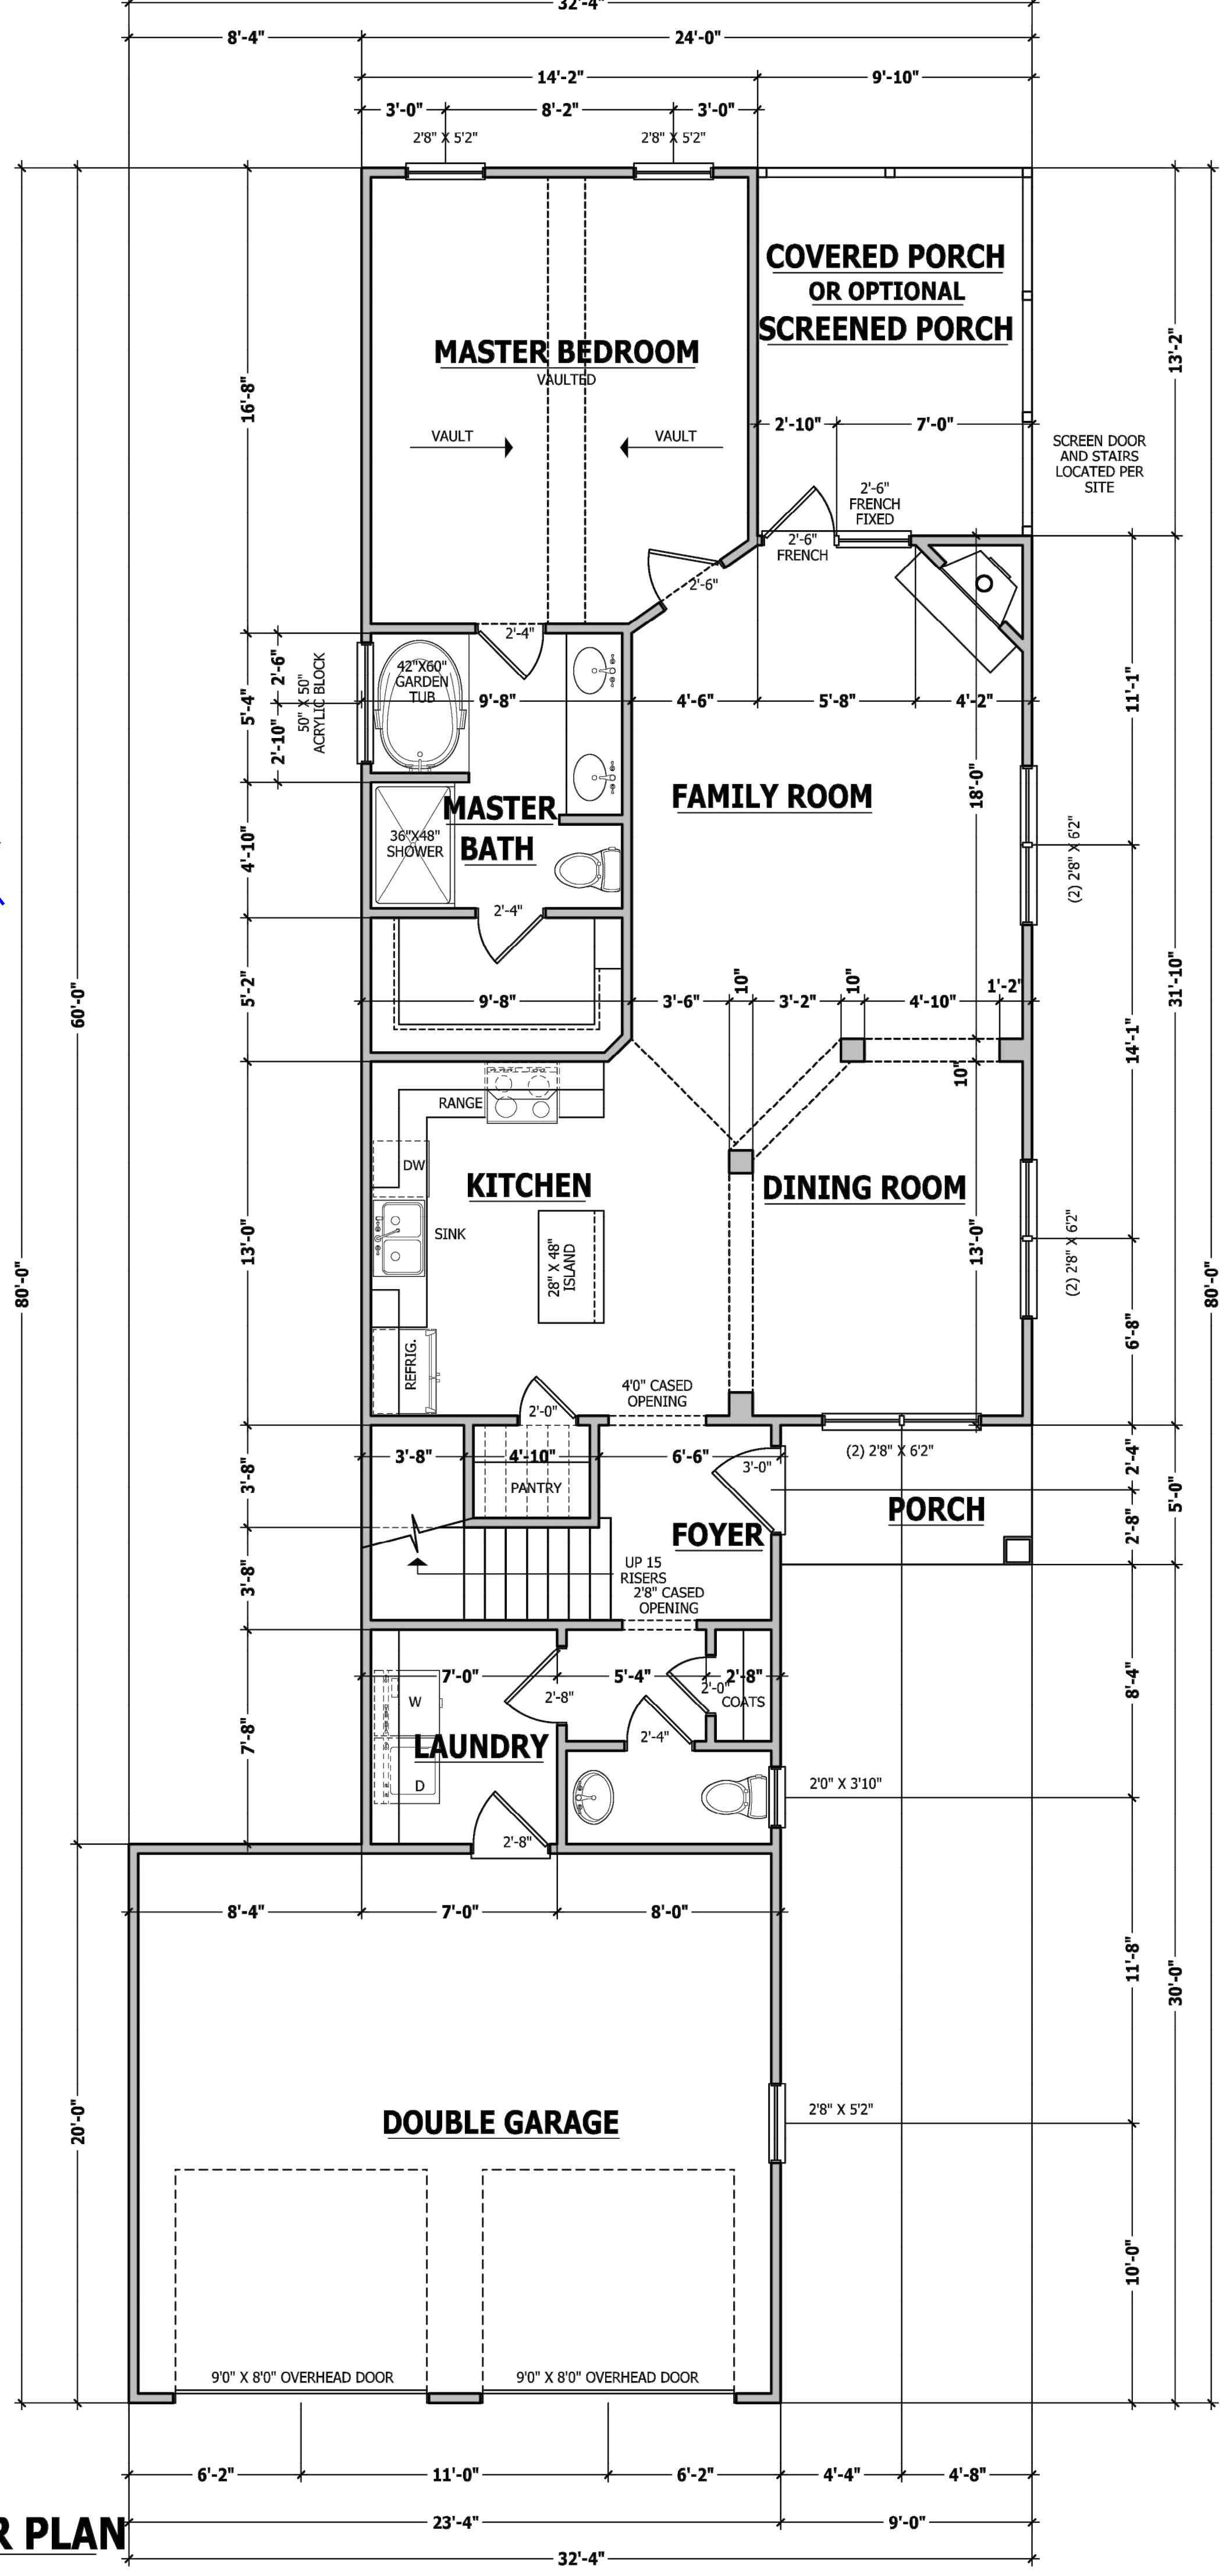 32'-4"
8'-4"
24'-0"
14'-2"
9'-10"
3'-0"
8'-2"
3'-0"
2'8" X 5'2"
2'8" X 5'2"
COVERED PORCH
OR OPTIONAL
SCREENED PORCH
13'-2"
MASTER BEDROOM
VAULTED
16'-8"
2'-10"
7'-0"
VAULT
VAULT
SCREEN DOOR
AND STAIRS
LOCATED PER
SITE
2'-6"
FRENCH
FIXED
2'-6"
FRENCH
2'-6"
2'-4"
42"X60"
GARDEN
TUB
50" X 50"
ACRYLIC BLOCK
2'-6"
5'-4"
2'-10"
9'-8"
4'-6"
5'-8"
4'-2"
11'-1"
18'-0"
FAMILY ROOM
MASTER
BATH
36"X48"
SHOWER
4'-10"
(2) 2'8" X 6'2"
2'-4"
5'-2"
9'-8"
3'-6"
10"
3'-2"
10"
4'-10"
1'-2"
31'-10"
60'-0"
14'-1"
10"
RANGE
DW
KITCHEN
DINING ROOM
SINK
28" X 48"
ISLAND
13'-0"
13'-0"
(2) 2'8" X 6'2"
80'-0"
80'-0"
6'-8"
REFRIG.
4'0" CASED
OPENING
2'-0"
3'-8"
4'-10"
6'-6"
(2) 2'8" X 6'2"
3'-0"
2'-4"
3'-8"
PANTRY
PORCH
5'-0"
FOYER
2'-8"
UP 15
RISERS
2'8" CASED
OPENING
3'-8"
7'-0"
5'-4"
2'-8"
8'-4"
W
2'-8"
2'-0"
COATS
7'-8"
LAUNDRY
2'-4"
D
2'0" X 3'10"
2'-8"
8'-4"
7'-0"
8'-0"
11'-8"
30'-0"
20'-0"
DOUBLE GARAGE
2'8" X 5'2"
10'-0"
9'0" X 8'0" OVERHEAD DOOR
9'0" X 8'0" OVERHEAD DOOR
6'-2"
11'-0"
6'-2"
4'-4"
4'-8"
23'-4"
9'-0"
PLAN
32'-4"